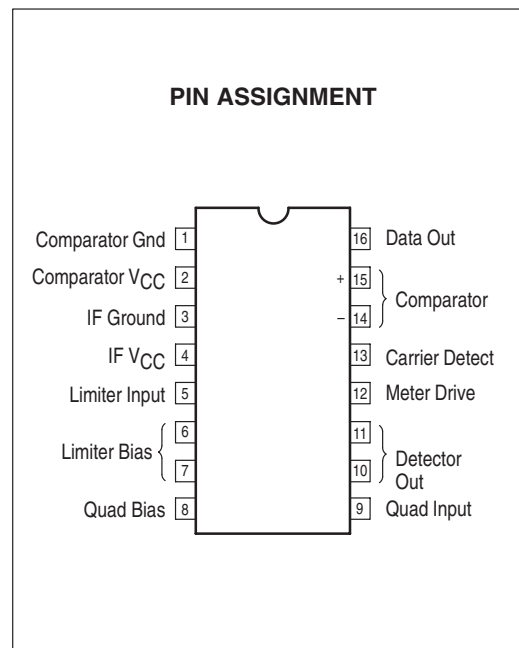 PIN ASSIGNMENT
Comparator Gnd 1
16 Data Out
Comparator VCC 2
+ 15
Comparator
IF Ground 3
– 14
IF VCC 4
13 Carrier Detect
Limiter Input 5
12 Meter Drive
Limiter Bias
6
11
7
10
Detector
Out
Quad Bias 8
9 Quad Input